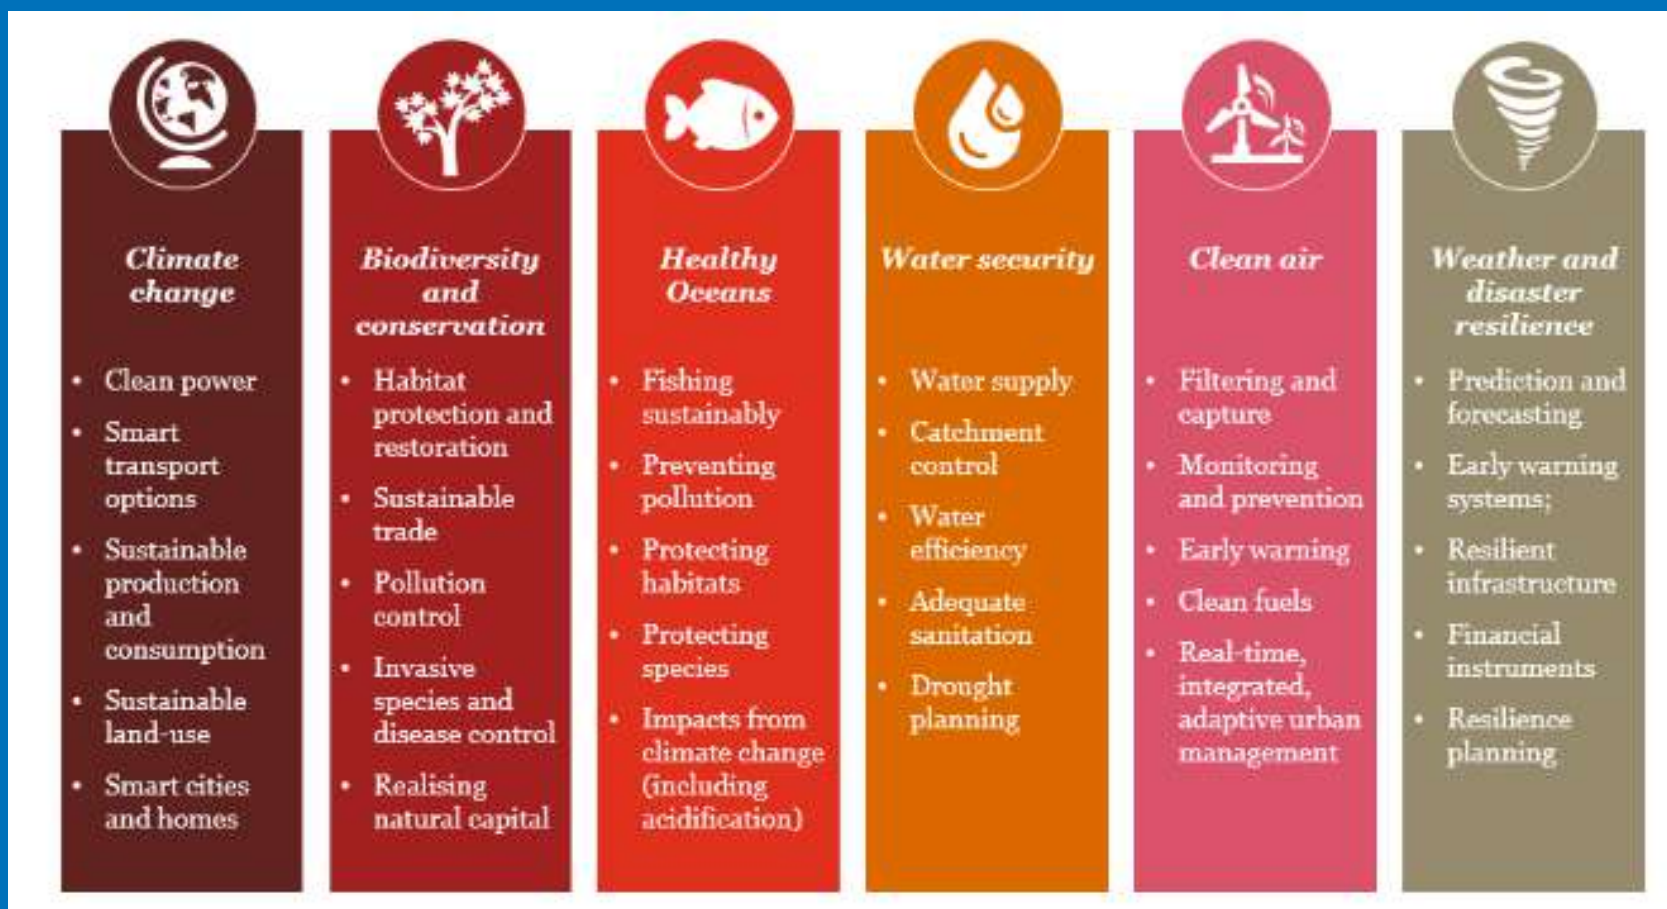 Climate
change
• Clean power
• Smart
transport
options
• Sustainable
production
and
consumption
• Sustainable
land-use
• Smart cities
and homes
Biodiversity
and
conservation
• Habitat
protection and
restoration
• Sustainable
trade
• Pollution
control
• Invasive
species and
disease control
• Realising
natural capital
Healthy
Oceans
• Fishing
sustainably
• Preventing
pollution
• Protecting
habitats
• Protecting
species
• Impacts from
climate change
(including
acidification)
Water security
• Water supply
• Catchment
control
• Water
efficiency
• Adequate
sanitation
• Drought
planning
Clean air
• Filtering and
capture
• Monitoring
and prevention
• Early warning
• Clean fuels
• Real-time,
integrated,
adaptive urban
management
Weather and
disaster
resilience
• Prediction and
forecasting
• Early warning
systems;
• Resilient
infrastructure
• Financial
instruments
• Resilience
planning